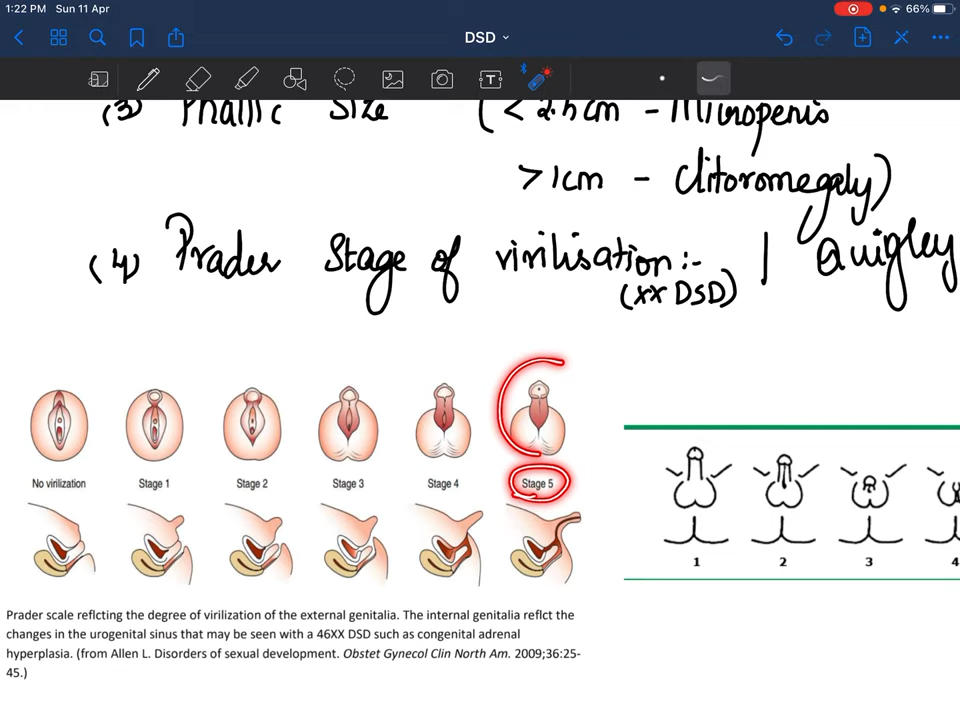 1:22 PM Sun 11 Apr
66%
DSD
T
(3) Phallic Size (< 2.5cm - Micropenis
> 1cm - Clitoromegaly)
(4) Prader Stage of virilisation :- | Quigley
(XX DSD)
No virilization Stage 1 Stage 2 Stage 3 Stage 4 Stage 5
1 2 3 4
Prader scale reflcting the degree of virilization of the external genitalia. The internal genitalia reflct the
changes in the urogenital sinus that may be seen with a 46XX DSD such as congenital adrenal
hyperplasia. (from Allen L. Disorders of sexual development. Obstet Gynecol Clin North Am. 2009;36:25-
45.)